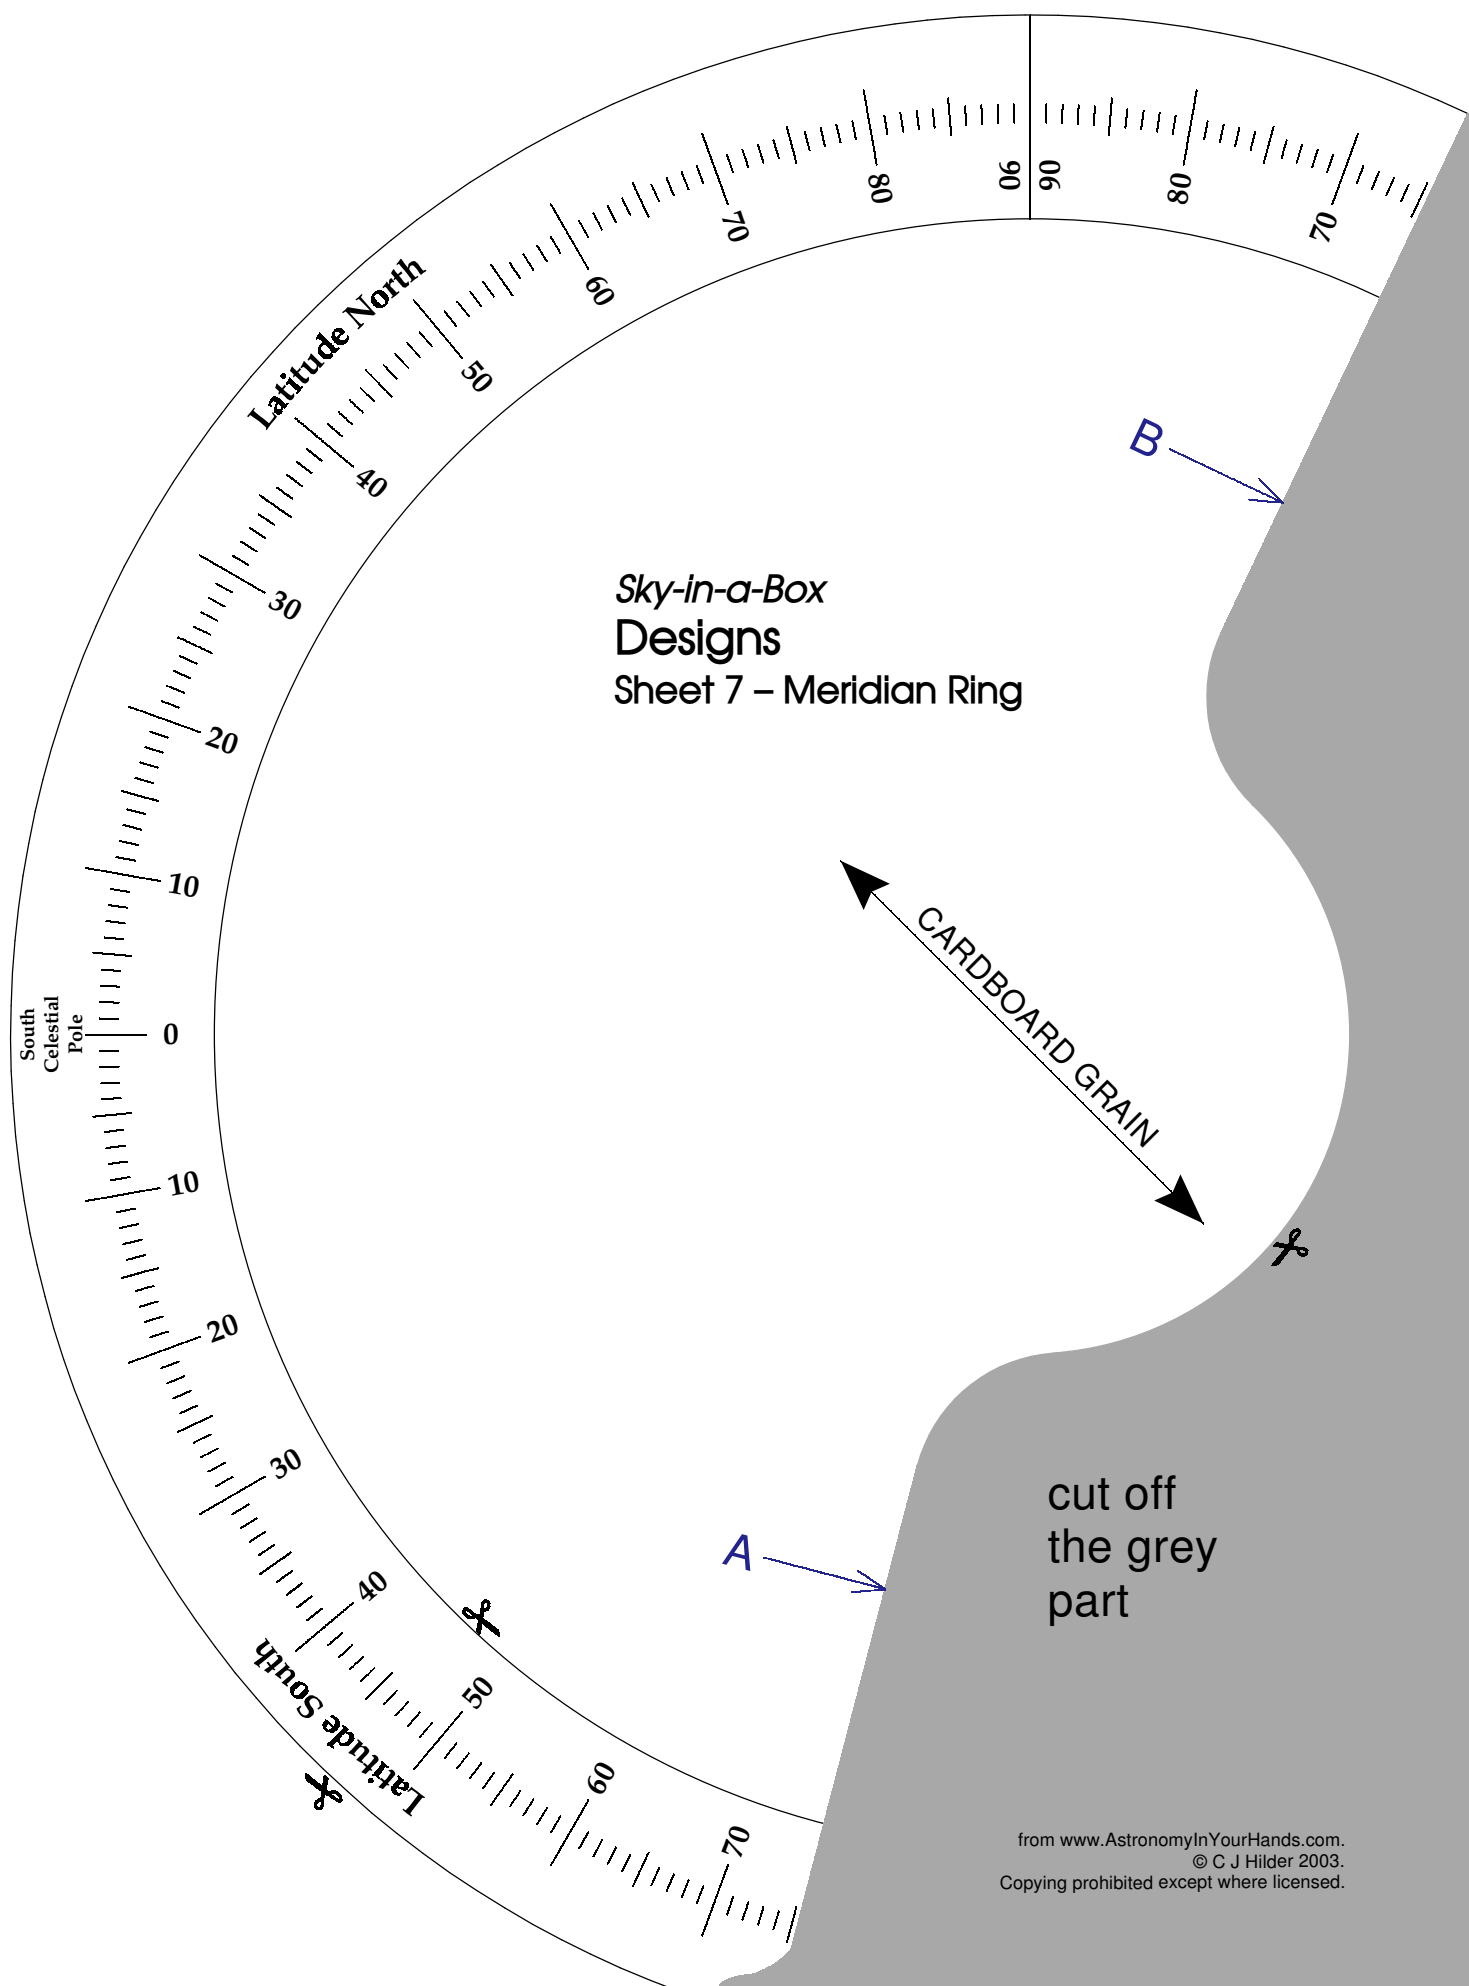 90
90
80
80
70
70
60
50
40
30
20
10
0
10
20
30
40
50
60
70
Latitude North
South
Celestial
Pole
Latitude South
B
Sky-in-a-Box
Designs
Sheet 7 – Meridian Ring
CARDBOARD GRAIN
A
cut off
the grey
part
from www.AstronomyInYourHands.com.
© C J Hilder 2003.
Copying prohibited except where licensed.